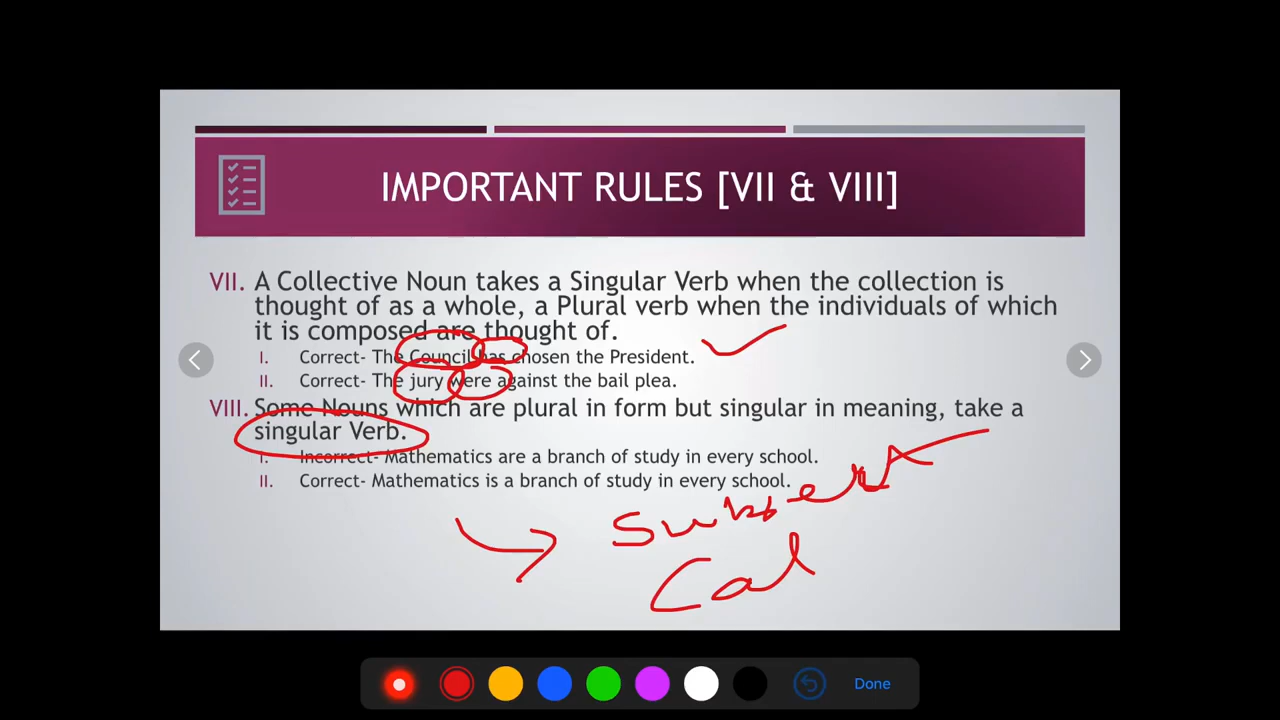 IMPORTANT RULES [VII & VIII]
VII. A Collective Noun takes a Singular Verb when the collection is
thought of as a whole, a Plural verb when the individuals of which
it is composed are thought of.
I. Correct- The Council has chosen the President.
II. Correct- The jury were against the bail plea.
VIII. Some Nouns which are plural in form but singular in meaning, take a
singular Verb.
I. Incorrect- Mathematics are a branch of study in every school.
II. Correct- Mathematics is a branch of study in every school.
Cal
Done